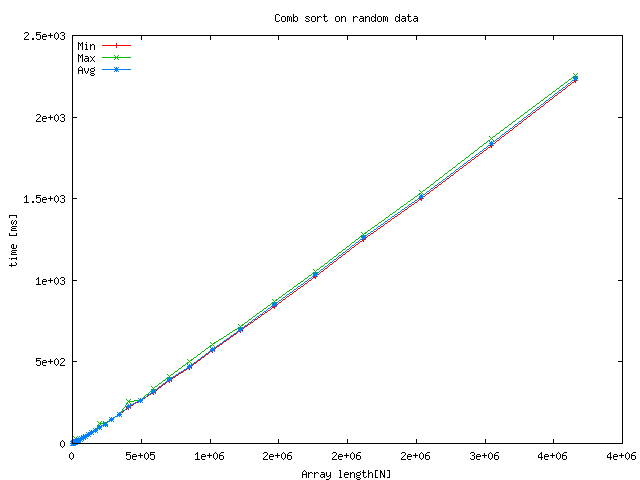 Comb sort on random data
2.5e+03
Min
Max
Avg
2e+03
1.5e+03
time [ms]
1e+03
5e+02
0
0 5e+05 1e+06 2e+06 2e+06 2e+06 3e+06 4e+06 4e+06
Array length[N]